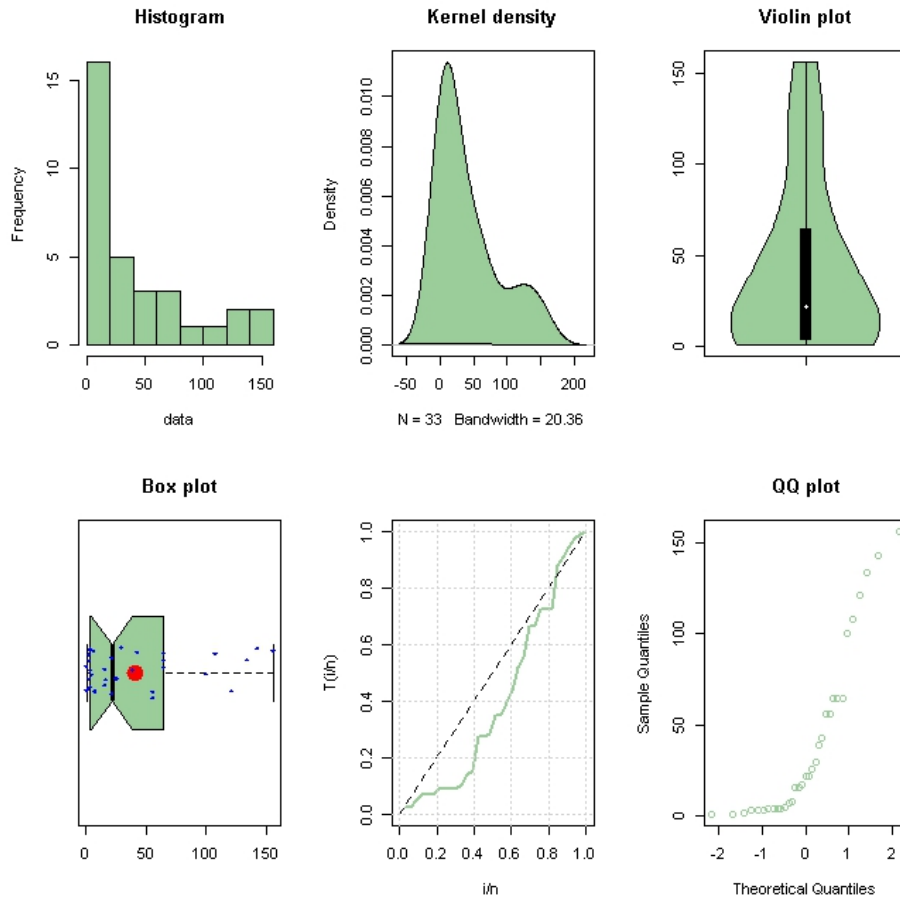 Histogram
Frequency
0 5 10 15
0 50 100 150
data
Kernel density
Density
0.000 0.002 0.004 0.006 0.008 0.010
-50 0 50 100 200
N = 33 Bandwidth = 20.36
Violin plot
0 50 100 150
Box plot
0 50 100 150
T(i/n)
0.0 0.2 0.4 0.6 0.8 1.0
0.0 0.2 0.4 0.6 0.8 1.0
i/n
QQ plot
Sample Quantiles
0 50 100 150
-2 -1 0 1 2
Theoretical Quantiles